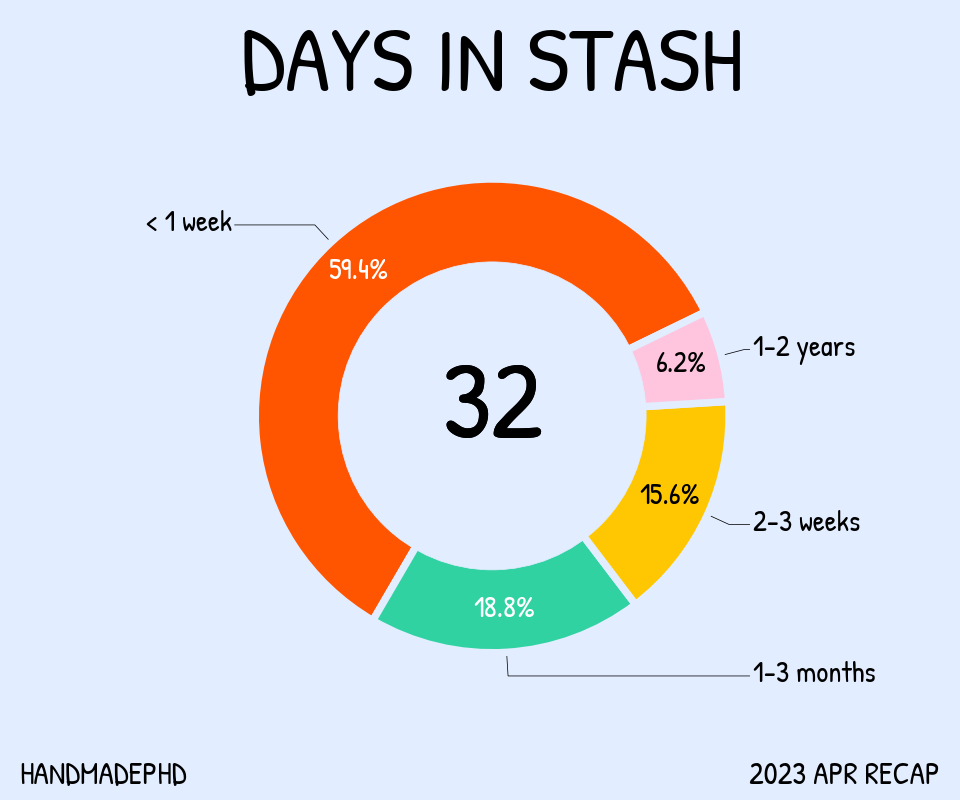 DAYS IN STASH
< 1 week
59.4%
1-2 years
6.2%
32
15.6%
2-3 weeks
18.8%
1-3 months
HANDMADEPHD
2023 APR RECAP